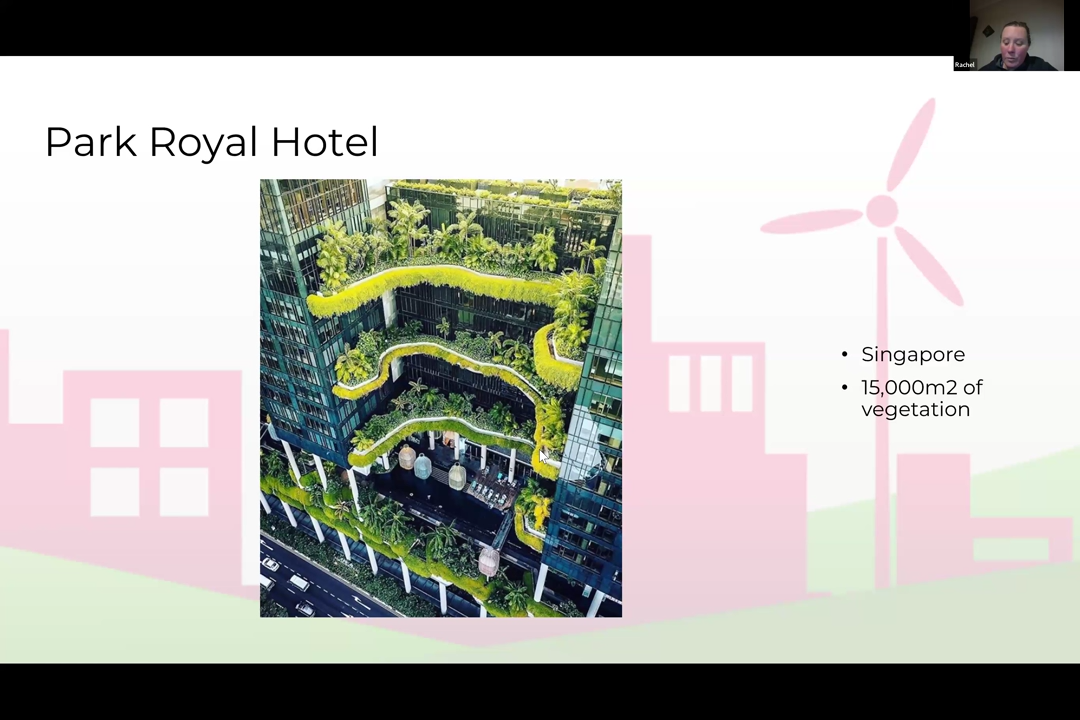 Rachel
Park Royal Hotel
• Singapore
• 15,000m2 of
vegetation